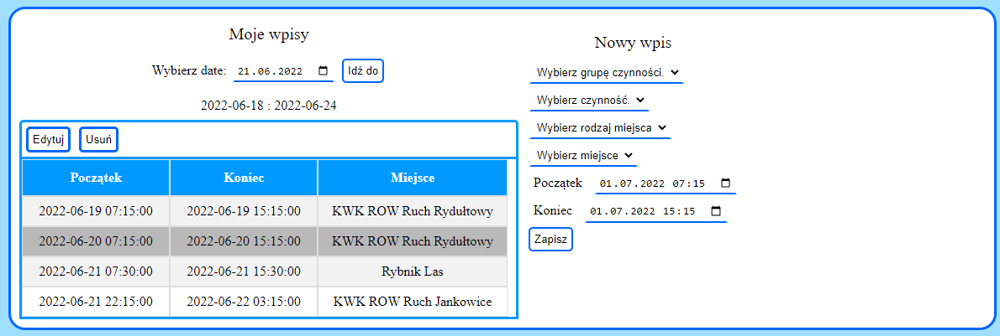 Moje wpisy
Wybierz date: 21.06.2022 Idź do
2022-06-18 : 2022-06-24
Edytuj Usuń
Początek Koniec Miejsce
2022-06-19 07:15:00 2022-06-19 15:15:00 KWK ROW Ruch Rydułtowy
2022-06-20 07:15:00 2022-06-20 15:15:00 KWK ROW Ruch Rydułtowy
2022-06-21 07:30:00 2022-06-21 15:30:00 Rybnik Las
2022-06-21 22:15:00 2022-06-22 03:15:00 KWK ROW Ruch Jankowice
Nowy wpis
Wybierz grupę czynności.
Wybierz czynność.
Wybierz rodzaj miejsca
Wybierz miejsce
Początek 01.07.2022 07:15
Koniec 01.07.2022 15:15
Zapisz